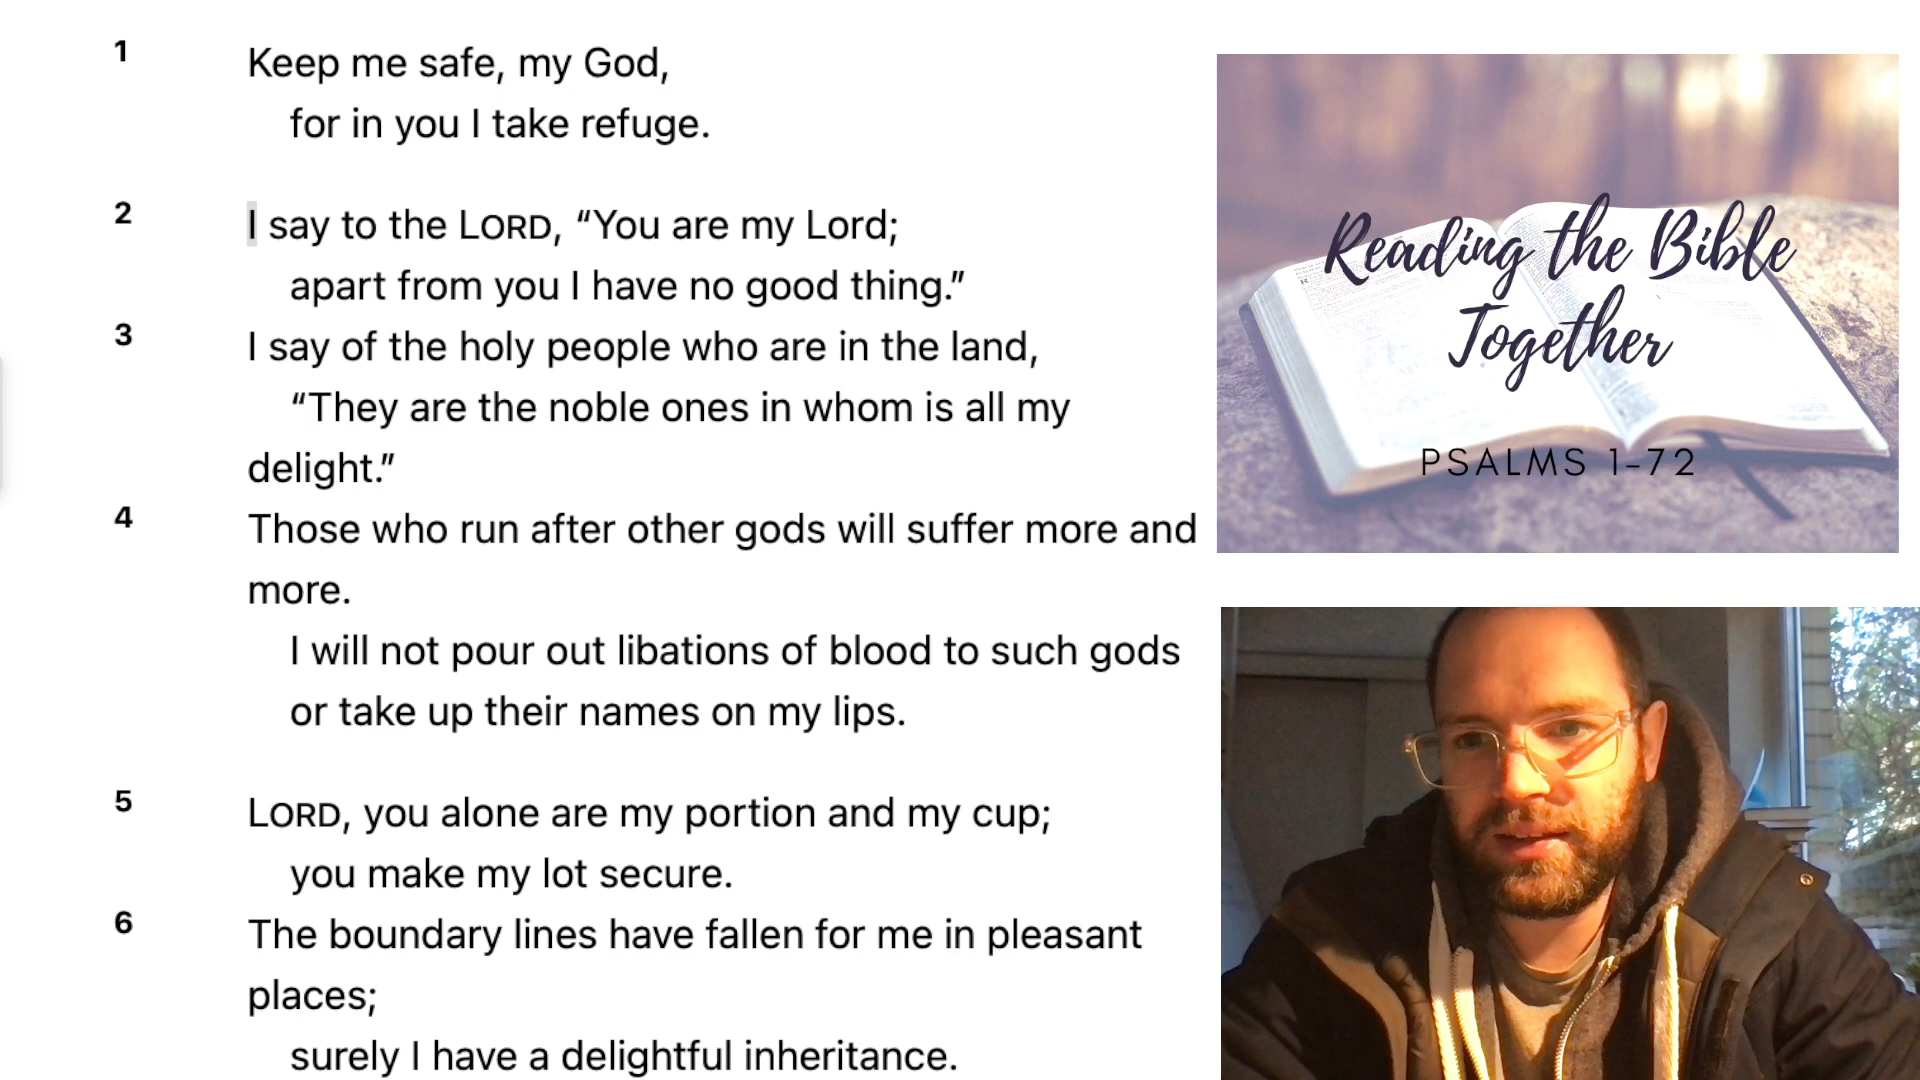 1 Keep me safe, my God,
for in you I take refuge.
2 I say to the LORD, “You are my Lord;
apart from you I have no good thing.”
3 I say of the holy people who are in the land,
“They are the noble ones in whom is all my
delight.”
4 Those who run after other gods will suffer more and
more.
I will not pour out libations of blood to such gods
or take up their names on my lips.
5 LORD, you alone are my portion and my cup;
you make my lot secure.
6 The boundary lines have fallen for me in pleasant
places;
surely I have a delightful inheritance.
Reading the Bible
Together
PSALMS 1-72